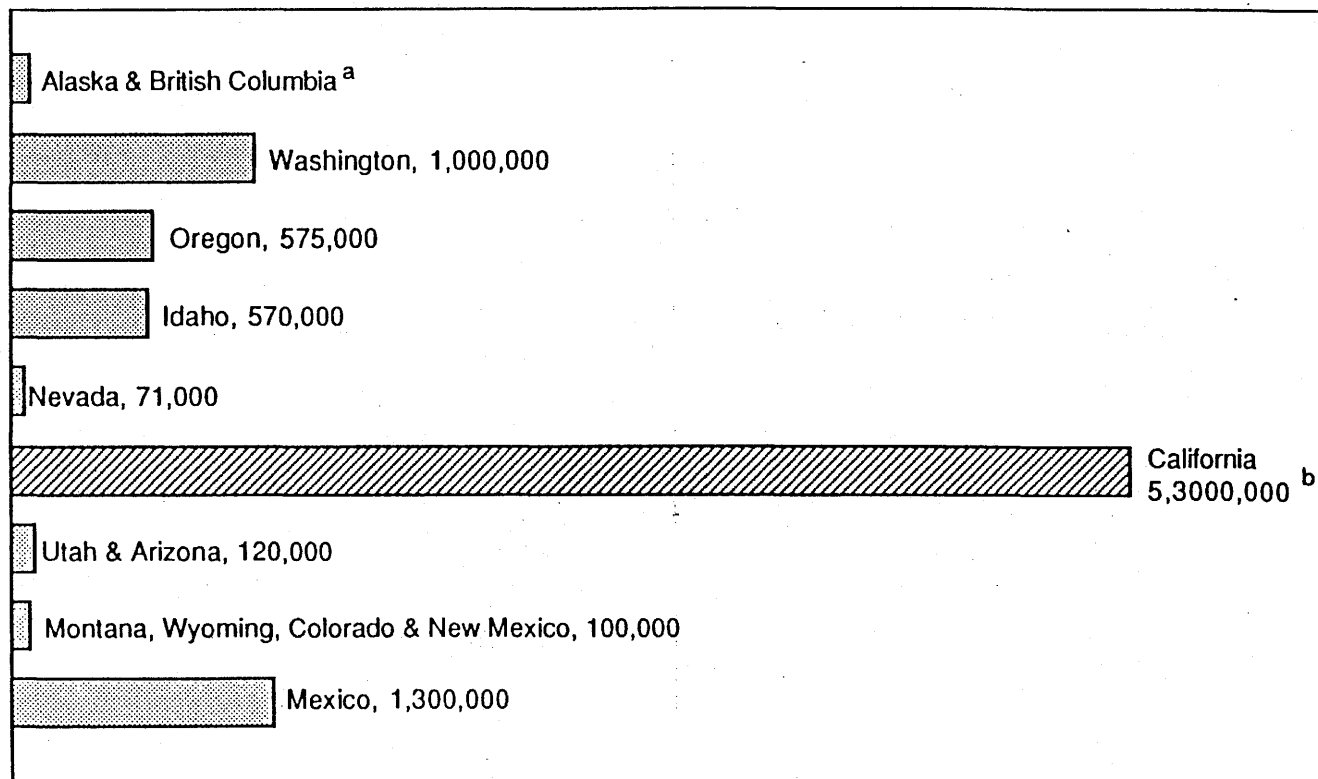 Alaska & British Columbia a
Washington, 1,000,000
Oregon, 575,000
Idaho, 570,000
Nevada, 71,000
California
5,3000,000 b
Utah & Arizona, 120,000
Montana, Wyoming, Colorado & New Mexico, 100,000
Mexico, 1,300,000